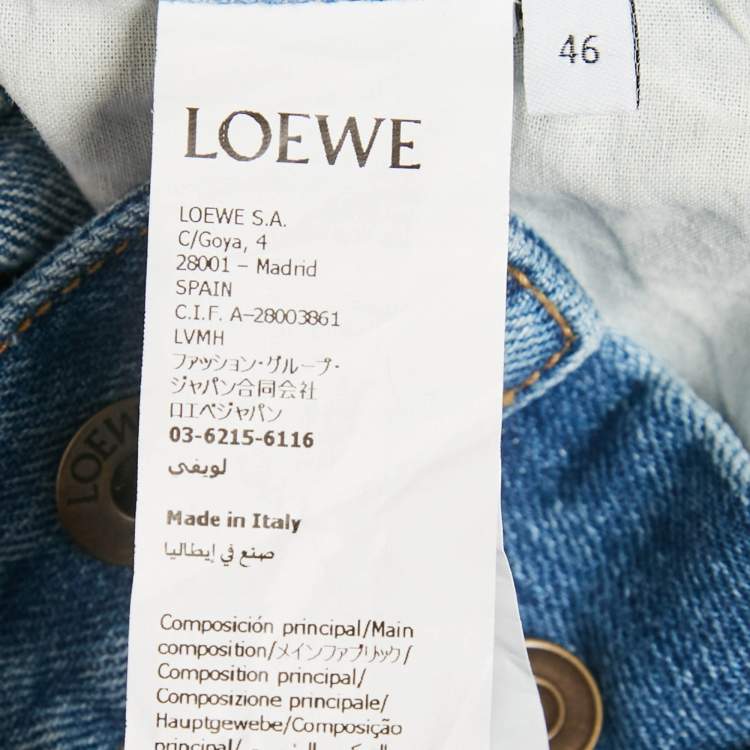 46
LOEWE
LOEWE S.A.
C/Goya, 4
28001 – Madrid
SPAIN
C.I.F. A-28003861
LVMH
ファッション・グループ・
ジャパン合同会社
ロエベジャパン
03-6215-6116
لويفي
Made in Italy
صنع في إيطاليا
Composición principal/Main
composition/メインファブリック/
Composition principal/
Composizione principale/
Hauptgewebe/Composição
principal/
LOEWE